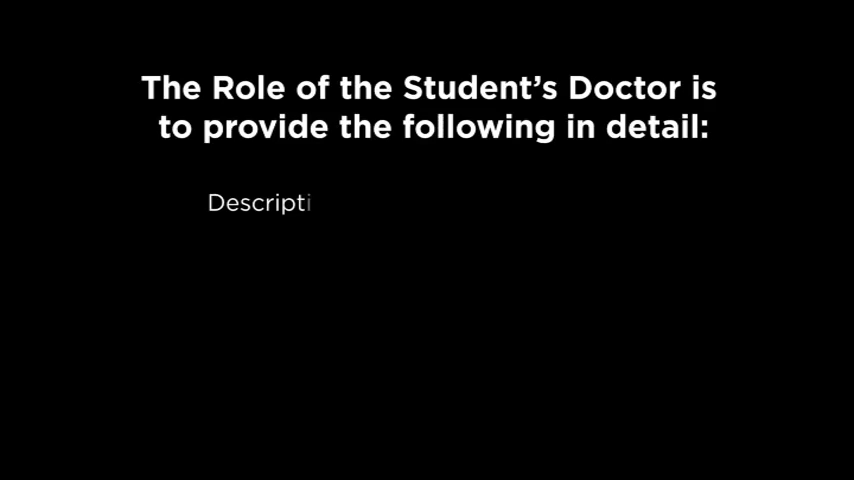 The Role of the Student’s Doctor is
to provide the following in detail:
Descripti